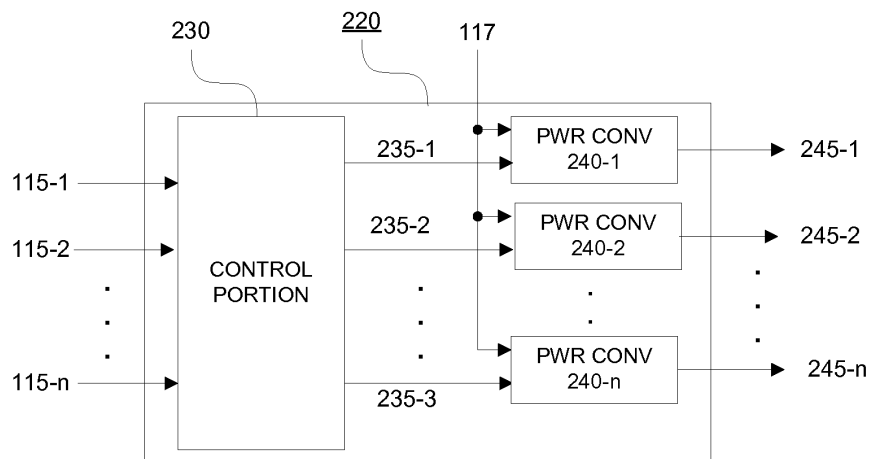 230
220
117
115-1
115-2
115-n
CONTROL
PORTION
235-1
235-2
235-3
PWR CONV
240-1
PWR CONV
240-2
PWR CONV
240-n
245-1
245-2
245-n